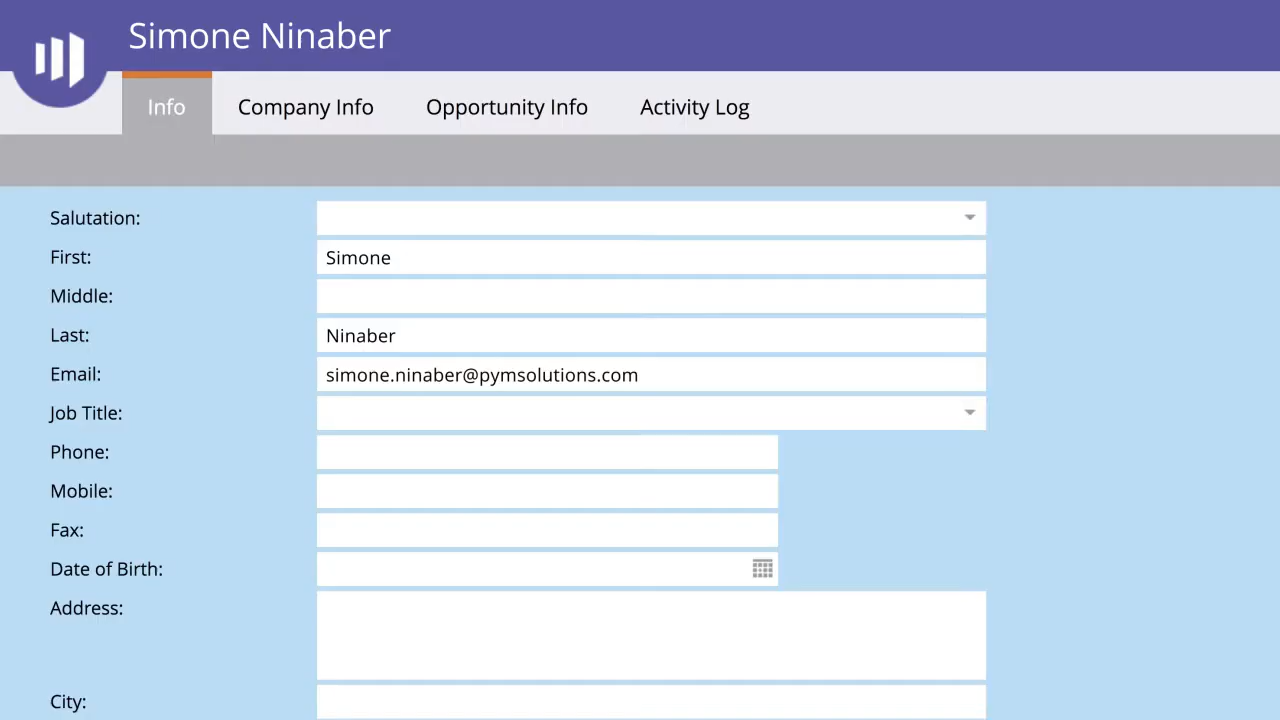 Simone Ninaber
Info Company Info Opportunity Info Activity Log
Salutation:
First: Simone
Middle:
Last: Ninaber
Email: simone.ninaber@pymsolutions.com
Job Title:
Phone:
Mobile:
Fax:
Date of Birth:
Address:
City: